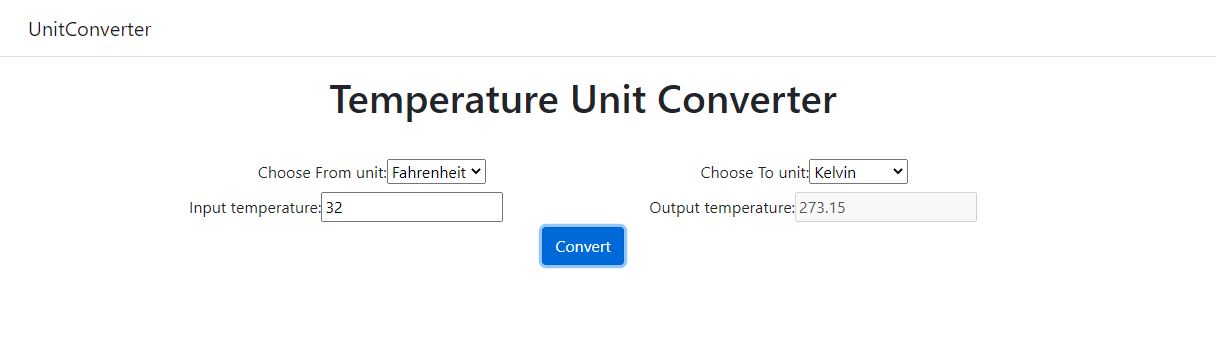 UnitConverter
Temperature Unit Converter
Choose From unit: Fahrenheit
Choose To unit: Kelvin
Input temperature: 32
Output temperature: 273.15
Convert